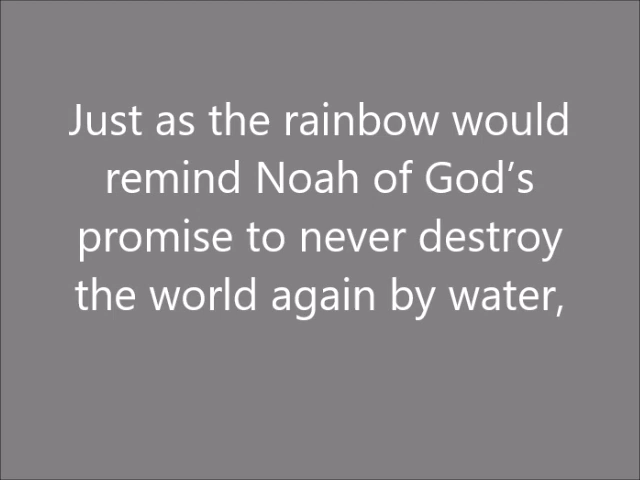 Just as the rainbow would
remind Noah of God’s
promise to never destroy
the world again by water,